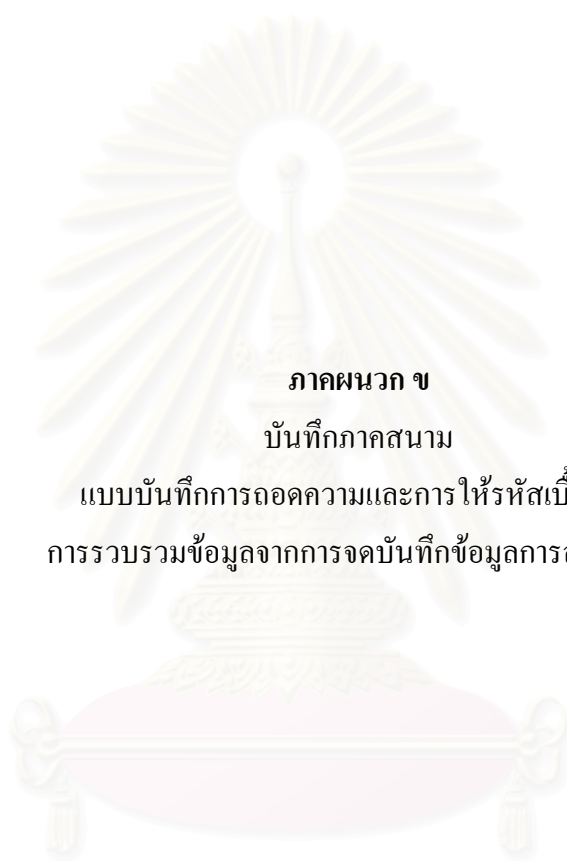 ภาคผนวก ข
บันทึกภาคสนาม
แบบบันทึกการถอดความและการให้รหัส
การรวบรวมข้อมูลจากการจดบันทึกข้อมูลการ